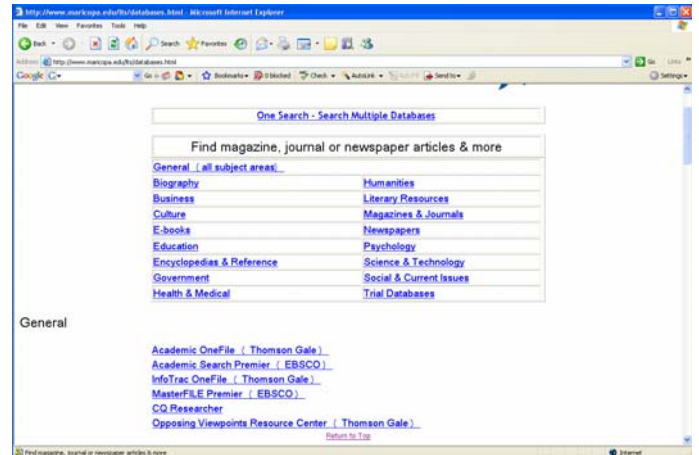 http://www.maricopa.edu/lts/databases.html - Microsoft Internet Explorer
File Edit View Favorites Tools Help
Back Search Favorites
Address http://www.maricopa.edu/lts/databases.html Go Links
Google G Go Bookmarks 0 blocked Check AutoLink Send to Settings
One Search - Search Multiple Databases
Find magazine, journal or newspaper articles & more
General ( all subject areas)
Biography Humanities
Business Literary Resources
Culture Magazines & Journals
E-books Newspapers
Education Psychology
Encyclopedias & Reference Science & Technology
Government Social & Current Issues
Health & Medical Trial Databases
General
Academic OneFile ( Thomson Gale )
Academic Search Premier ( EBSCO )
InfoTrac OneFile ( Thomson Gale )
MasterFILE Premier ( EBSCO )
CQ Researcher
Opposing Viewpoints Resource Center ( Thomson Gale )
Return to Top
Find magazine, journal or newspaper articles & more Internet